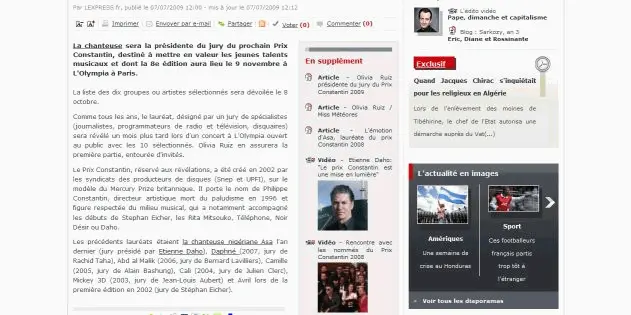 Par LEXPRESS.fr, publié le 07/07/2009 12:00 - mis à jour le 07/07/2009 12:12
Imprimer
Envoyer par e-mail
Partager
Voter (0)
Commenter (0)
La chanteuse sera la présidente du jury du prochain Prix
Constantin, destiné à mettre en valeur les jeunes talents
musicaux et dont la 8e édition aura lieu le 9 novembre à
L'Olympia à Paris.
La liste des dix groupes ou artistes sélectionnés sera dévoilée le 8
octobre.
Comme tous les ans, le lauréat, désigné par un jury de spécialistes
(journalistes, programmateurs de radio et télévision, disquaires)
sera révélé un mois plus tard lors d'un concert à L'Olympia ouvert
au public avec les 10 sélectionnés. Olivia Ruiz en assurera la
première partie, entourée d'invités.
Le Prix Constantin, réservé aux révélations, a été créé en 2002 par
les syndicats des producteurs de disques (Snep et UPFI), sur le
modèle du Mercury Prize britannique. Il porte le nom de Philippe
Constantin, directeur artistique mort du paludisme en 1996 et
figure respectée du milieu musical, qui a notamment accompagné
les débuts de Stephan Eicher, les Rita Mitsouko, Téléphone, Noir
Désir ou Daho.
Les précédents lauréats étaient la chanteuse nigériane Asa l'an
dernier (jury présidé par Etienne Daho), Daphné (2007, jury de
Rachid Taha), Abd al Malik (2006, jury de Bernard Lavilliers), Camille
(2005, jury de Alain Bashung), Cali (2004, jury de Julien Clerc),
Mickey 3D (2003, jury de Jean-Louis Aubert) et Avril lors de la
première édition en 2002 (jury de Stéphan Eicher).
En supplément
Article - Olivia Ruiz
présidente du jury du Prix
Constantin 2009
Article - Olivia Ruiz /
Miss Météores
Article - L'émotion
d'Asa, lauréate du prix
Constantin 2008
Vidéo - Etienne Daho:
"Le prix Constantin est
une mise en lumière"
Vidéo - Rencontre avec
les nommés du Prix
Constantin 2008
L'édito vidéo
Pape, dimanche et capitalisme
Blog : Sarkozy, an 3
Eric, Diane et Rossinante
Exclusif
Quand Jacques Chirac s'inquiétait
pour les religieux en Algérie
Lors de l'enlèvement des moines de
Tibéhirine, le chef de l'Etat autorisa une
démarche auprès du Vat(...)
L'actualité en images
Amériques
Une semaine de
crise au Honduras
Sport
Ces footballeurs
français partis
trop tôt à
l'étranger
Voir tous les diaporamas